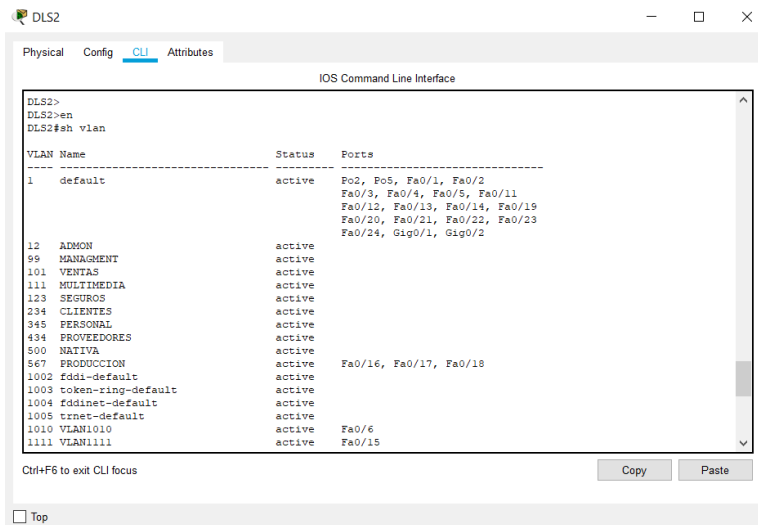 DLS2
Physical Config CLI Attributes
IOS Command Line Interface
DLS2>
DLS2>en
DLS2#sh vlan
VLAN Name                             Status    Ports
---- -------------------------------- --------- -------------------------------
1    default                          active    Po2, Po5, Fa0/1, Fa0/2
                                                Fa0/3, Fa0/4, Fa0/5, Fa0/11
                                                Fa0/12, Fa0/13, Fa0/14, Fa0/19
                                                Fa0/20, Fa0/21, Fa0/22, Fa0/23
                                                Fa0/24, Gig0/1, Gig0/2
12   ADMON                            active
99   MANAGMENT                        active
101  VENTAS                           active
111  MULTIMEDIA                       active
123  SEGUROS                          active
234  CLIENTES                         active
345  PERSONAL                         active
434  PROVEEDORES                      active
500  NATIVA                           active
567  PRODUCCION                       active    Fa0/16, Fa0/17, Fa0/18
1002 fddi-default                     active
1003 token-ring-default               active
1004 fddinet-default                  active
1005 trnet-default                    active
1010 VLAN1010                         active    Fa0/6
1111 VLAN1111                         active    Fa0/15
Ctrl+F6 to exit CLI focus
Copy Paste
Top